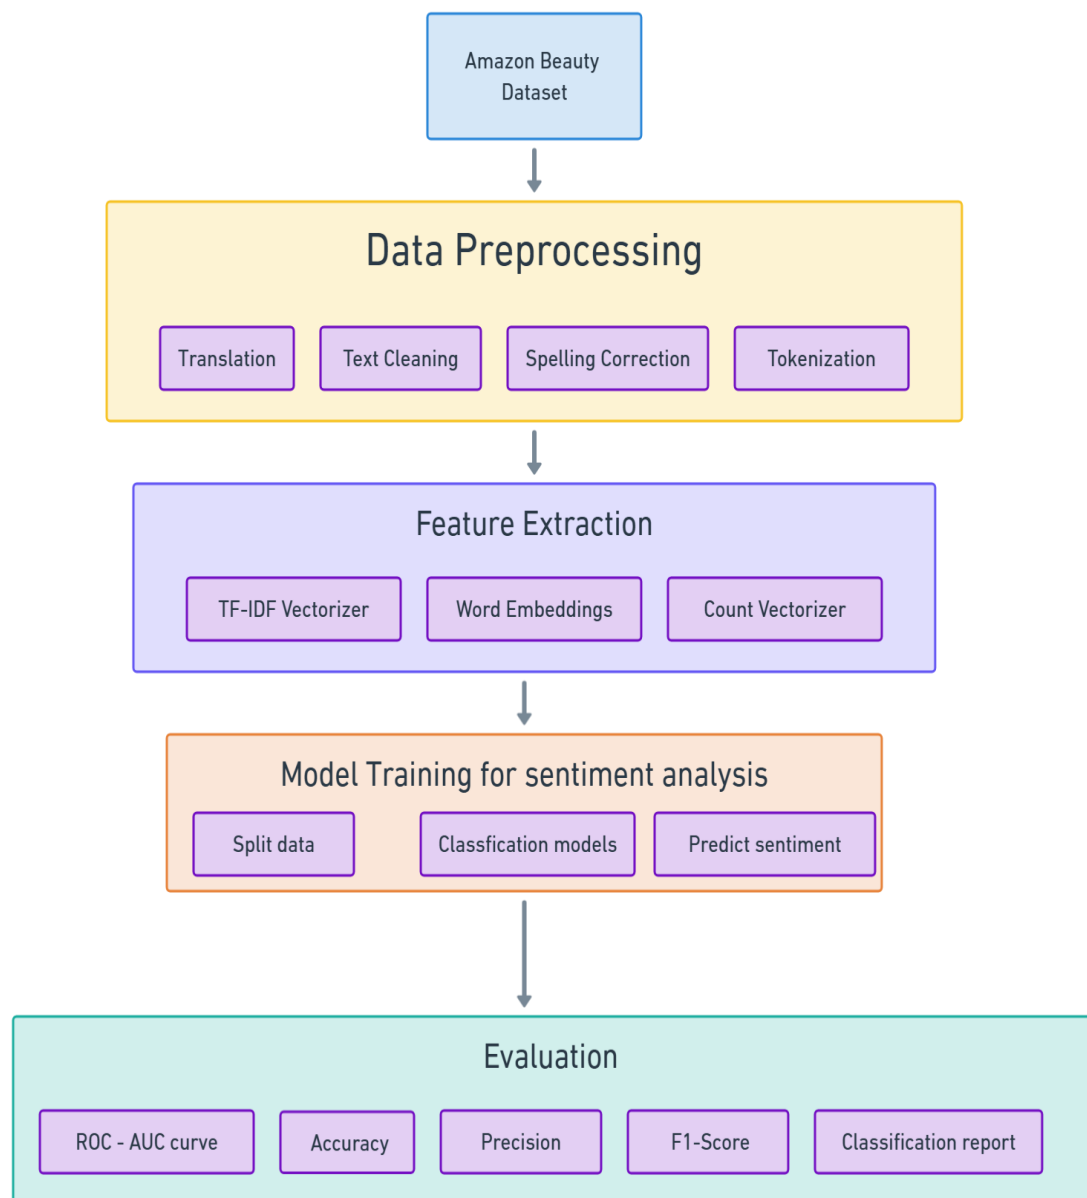 Amazon Beauty
Dataset
Data Preprocessing
Translation
Text Cleaning
Spelling Correction
Tokenization
Feature Extraction
TF-IDF Vectorizer
Word Embeddings
Count Vectorizer
Model Training for sentiment analysis
Split data
Classfication models
Predict sentiment
Evaluation
ROC - AUC curve
Accuracy
Precision
F1-Score
Classification report